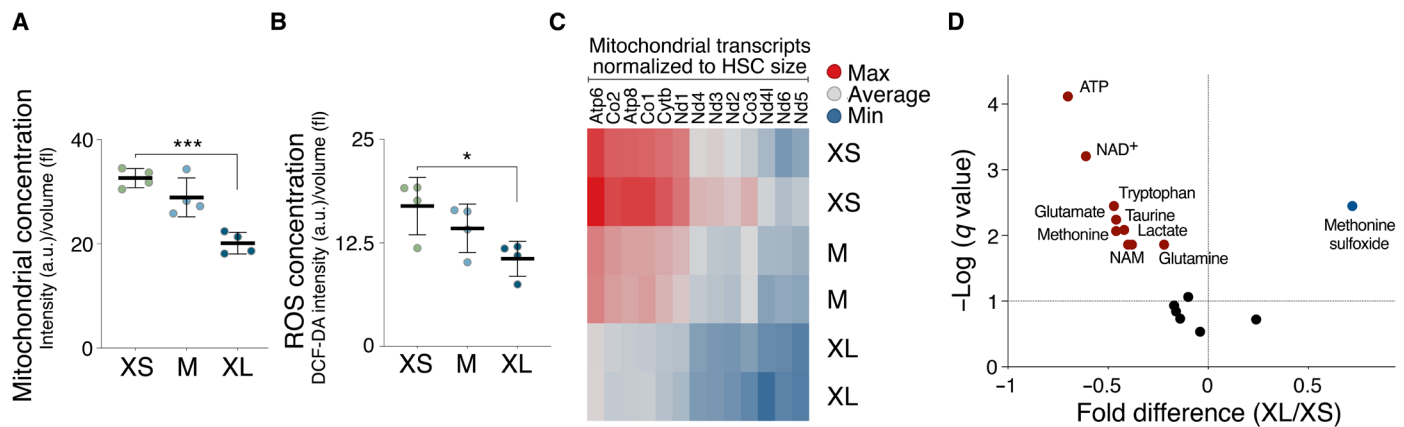 A
Mitochondrial concentration
Intensity (a.u.)/volume (fl)
40
20
0
***
XS
M
XL
B
ROS concentration
DCF-DA intensity (a.u.)/volume (fl)
25
12.5
0
*
XS
M
XL
C
Mitochondrial transcripts
normalized to HSC size
Atp6
Co2
Atp8
Co1
Cytb
Nd1
Nd4
Nd3
Nd2
Co3
Nd4l
Nd6
Nd5
Max
Average
Min
XS
XS
M
M
XL
XL
D
–Log (q value)
4
3
2
1
0
ATP
NAD+
Tryptophan
Glutamate
Taurine
Methonine
Lactate
NAM
Glutamine
Methonine
sulfoxide
−1
−0.5
0
0.5
Fold difference (XL/XS)